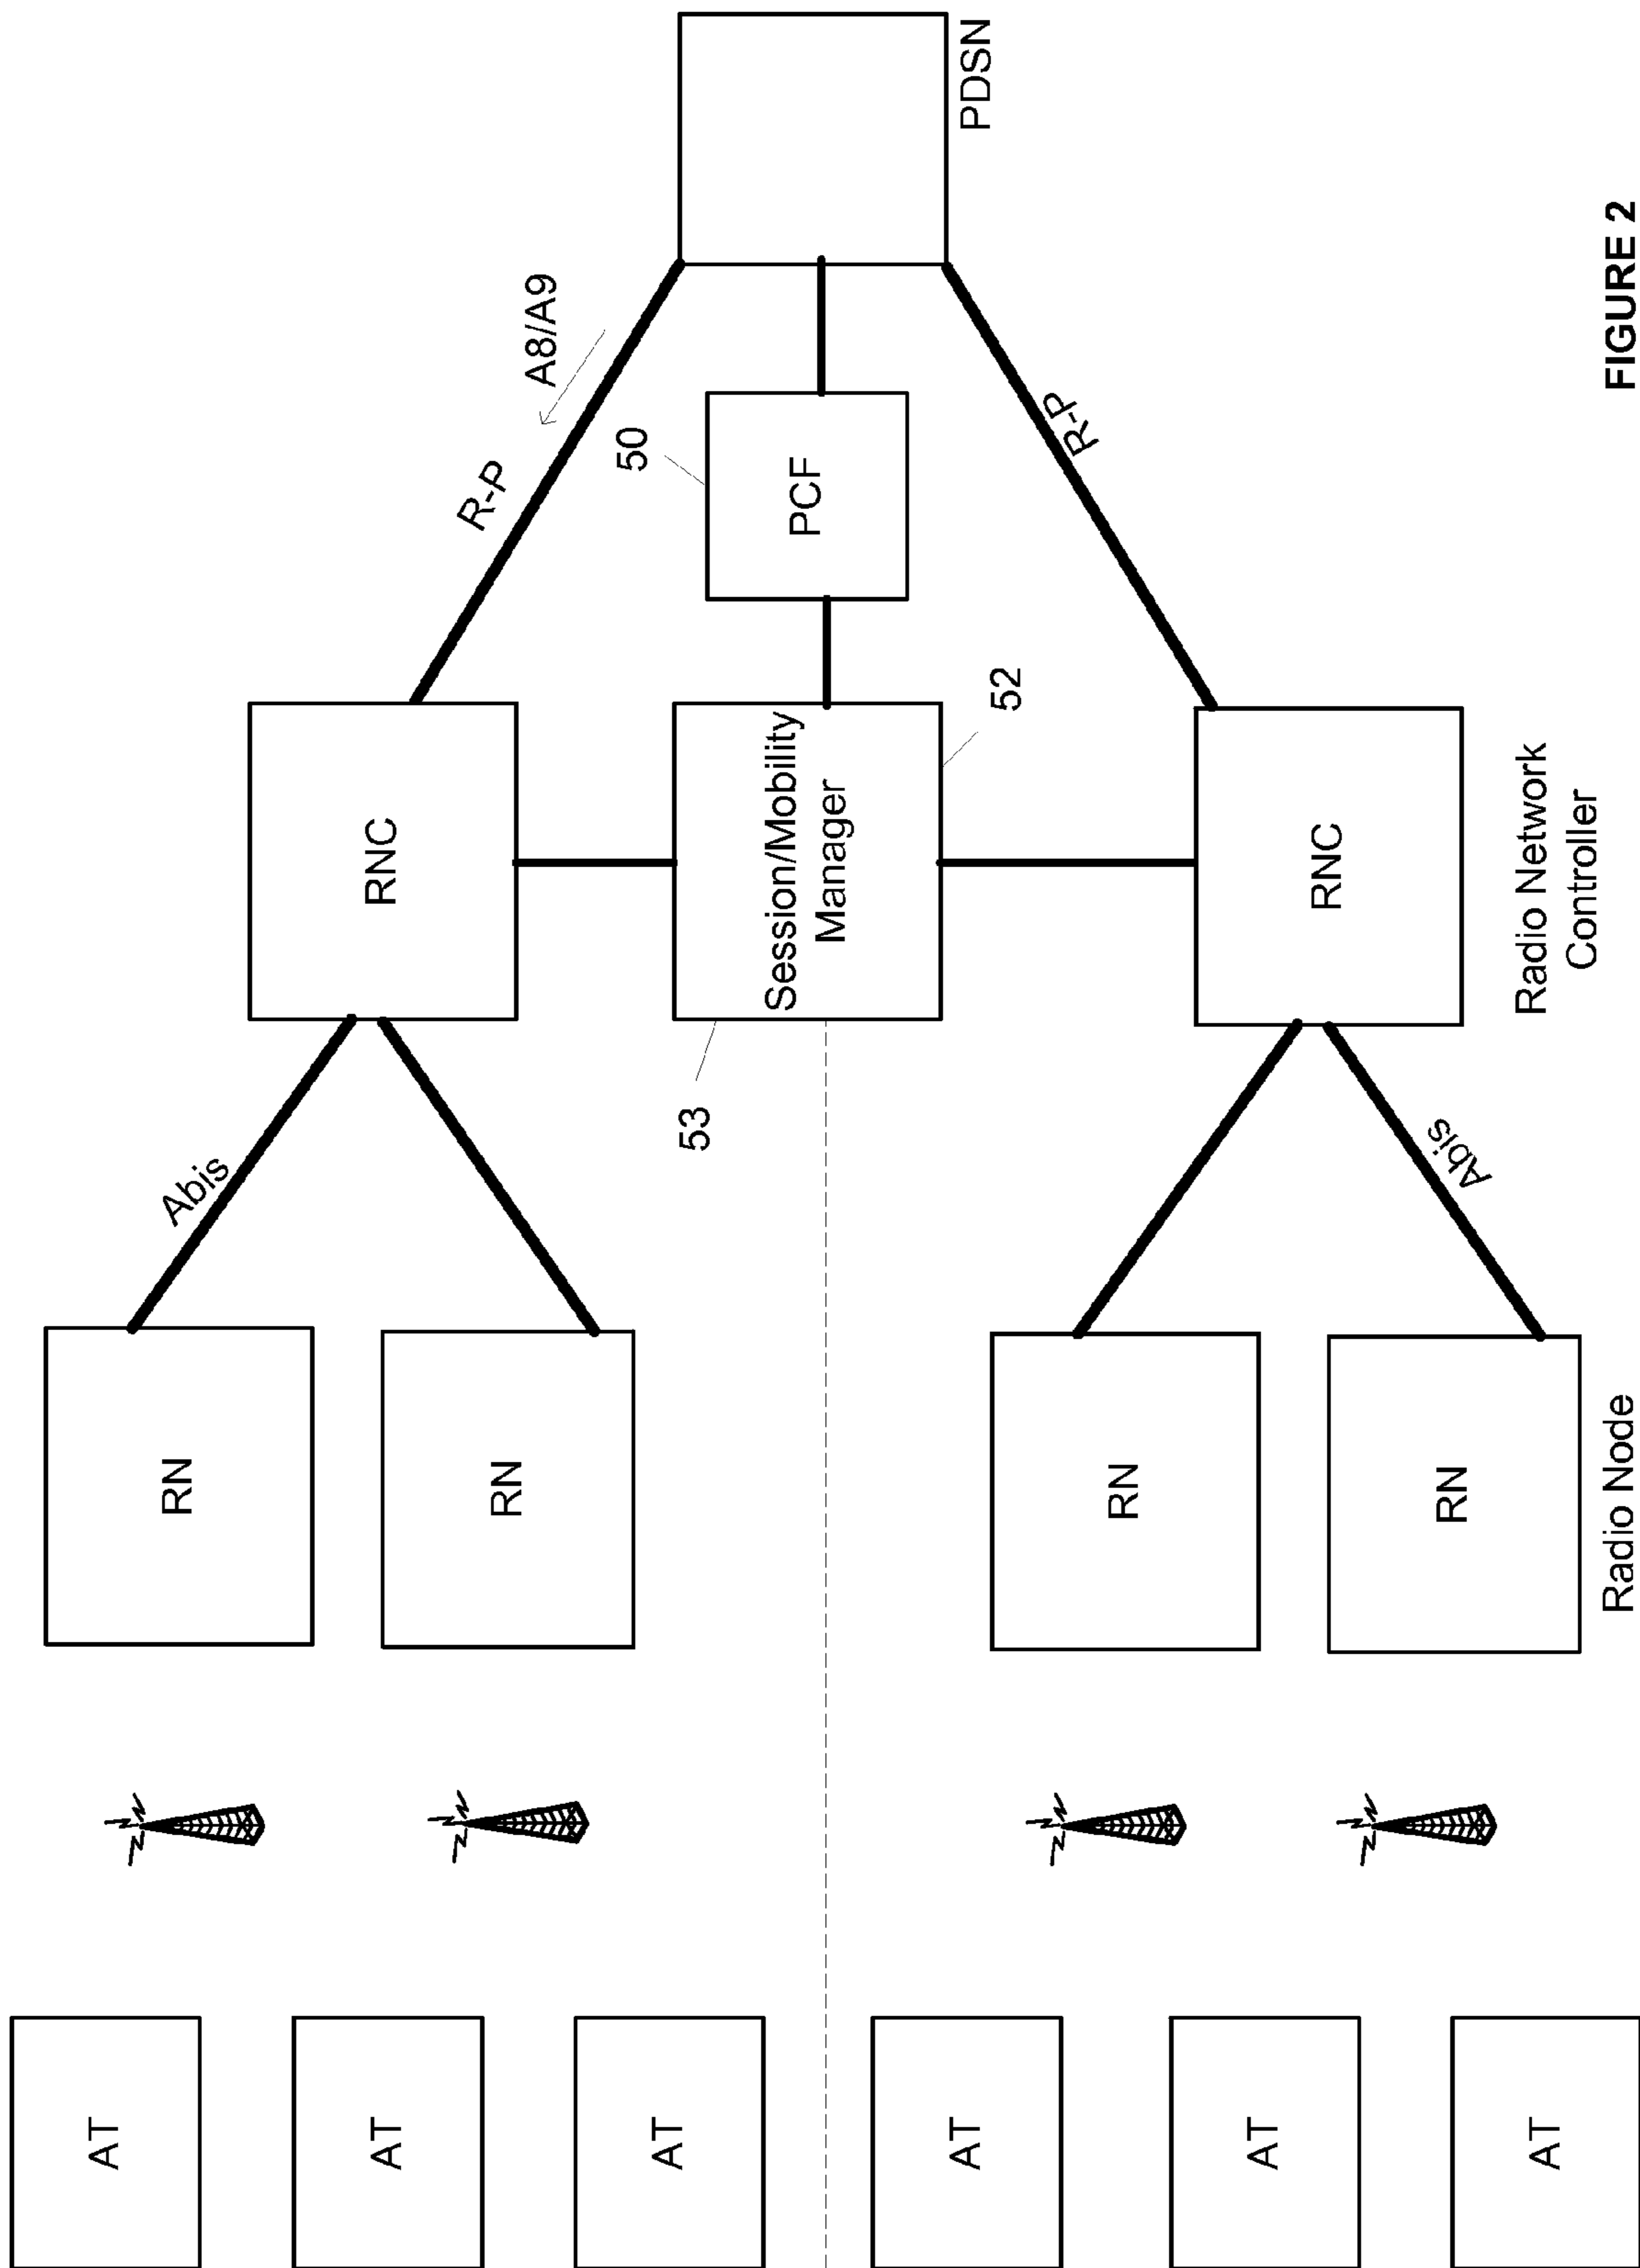 AT
AT
AT
AT
AT
AT
RN
RN
RN
RN
Radio Node
Abis
Abis
53
RNC
Session/Mobility
Manager
52
RNC
Radio Network
Controller
R-P
A8/A9
50
PCF
R-P
PDSN
FIGURE 2